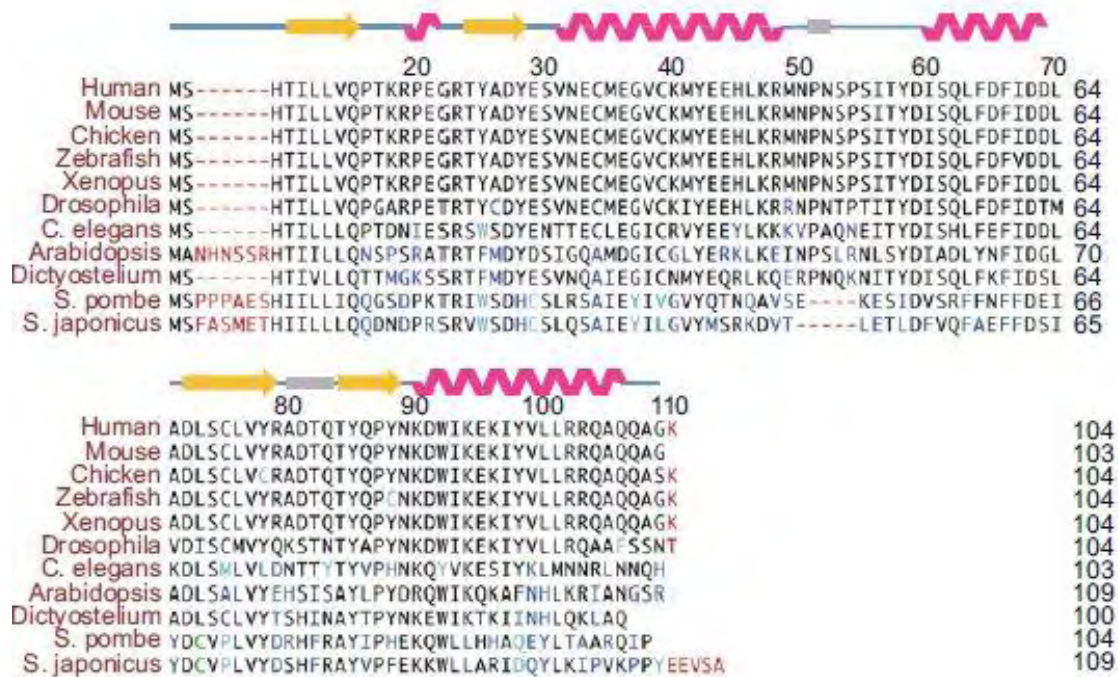 20 30 40 50 60 70
Human MS------HTILLVQPTKRPEGRTYADYESVNECMEGVCKMYEEHLKRMNPNSPSITYDISQLFDFIDDL 64
Mouse MS------HTILLVQPTKRPEGRTYADYESVNECMEGVCKMYEEHLKRMNPNSPSITYDISQLFDFIDDL 64
Chicken MS------HTILLVQPTKRPEGRTYADYESVNECMEGVCKMYEEHLKRMNPNSPSITYDISQLFDFIDDL 64
Zebrafish MS------HTILLVQPTKRPEGRTYADYESVNECMEGVCKMYEEHLKRMNPNSPSITYDISQLFDFVDDL 64
Xenopus MS------HTILLVQPTKRPEGRTYADYESVNECMEGVCKMYEEHLKRMNPNSPSITYDISQLFDFIDDL 64
Drosophila MS------HTILLVQPGARPETRTYCDYESVNECMEGVCKIYEEHLKRRNPNTPTITYDISQLFDFIDTM 64
C. elegans MS------HTILLVQPTDNIESRSWSDYENTTECLEGICRVYEEYLKKKVPAQNEITYDISHLFEFIDDL 64
Arabidopsis MANHNSSRHTIILLQNSPSRATRTFMDYDSIGQAMDGICGLYERKLKEINPSLRNLSYDIADLYNFIDGL 70
Dictyostelium MS------HTIVLLQTTMGKSSRTFMDYESVNQAIEGICNMYEQRLKQERPNQKNITYDISQLFKFIDSL 64
S. pombe MSPPPAESHIILLIQQGSDPKTRIWSDHCSLRSAIEYIVGVYQTNQAVSE----KESIDVSRFFNFFDEI 66
S. japonicus MSFASMETHIILLLQQDNDPRSRVWSDHCSLQSAIEYILGVYMSRKDVT-----LETLDFVQFAEFFDSI 65
80 90 100 110
Human ADLSCLVYRADTQTYQPYNKDWIKEKIYVLLRRQAQQAGK 104
Mouse ADLSCLVYRADTQTYQPYNKDWIKEKIYVLLRRQAQQAG 103
Chicken ADLSCLVCRADTQTYQPYNKDWIKEKIYVLLRRQAQQASK 104
Zebrafish ADLSCLVYRADTQTYQPCNKDWIKEKIYVLLRRQAQQAGK 104
Xenopus ADLSCLVYRADTQTYQPYNKDWIKEKIYVLLRRQAQQAGK 104
Drosophila VDISCMVYQKSTNTYAPYNKDWIKEKIYVLLRQAAFSSNT 104
C. elegans KDLSMLVLDNTTYTYVPHNKQYVKESIYKLMNNRLNNQH 103
Arabidopsis ADLSALVYEHSISAYLPYDRQWIKQKAFNHLKRIANGSR 109
Dictyostelium ADLSCLVYTSHINAYTPYNKEWIKTKIINHLQKLAQ 100
S. pombe YDCVPLVYDRHFRAYIPHEKQWLLHHAQEYLTAARQIP 104
S. japonicus YDCVPLVYDSHFRAYVPFEKKWLLARIDQYLKIPVKPPYEEVSA 109